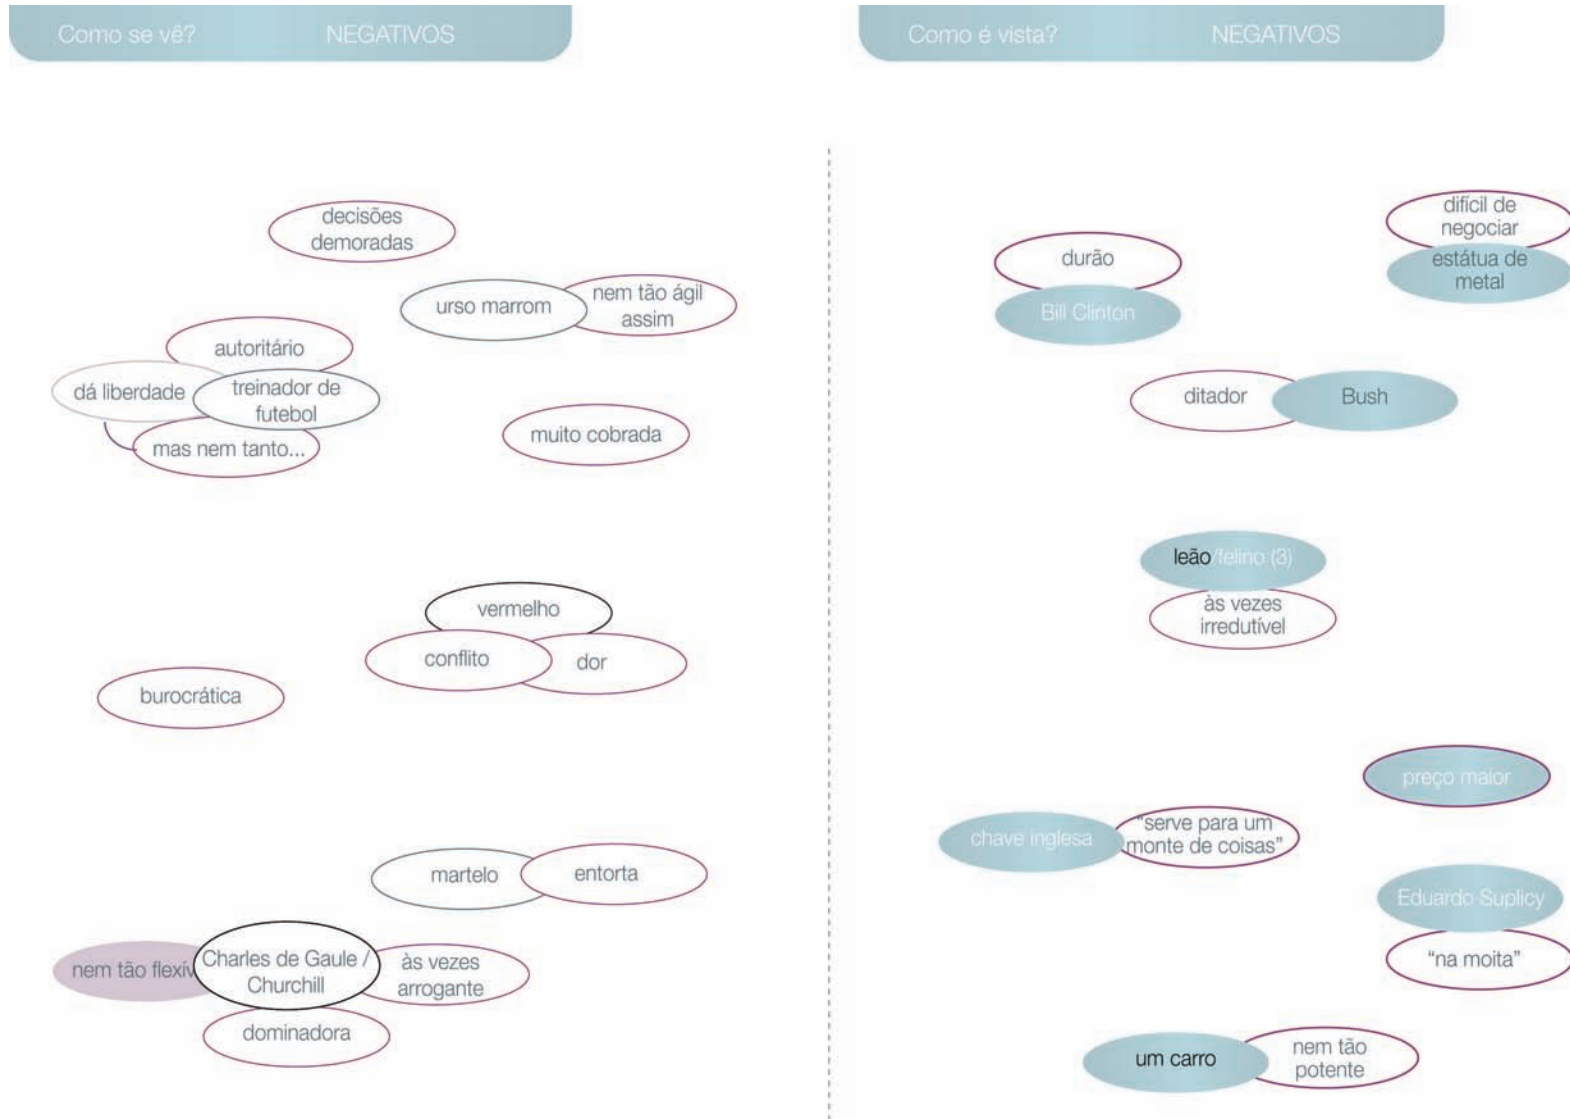 Como se vê? NEGATIVOS
decisões
demoradas
urso marrom
nem tão ágil
assim
autoritário
dá liberdade
treinador de
futebol
mas nem tanto...
muito cobrada
vermelho
conflito
dor
burocrática
martelo
entorta
nem tão flexív
Charles de Gaule /
Churchill
às vezes
arrogante
dominadora
Como é vista? NEGATIVOS
difícil de
negociar
estátua de
metal
durão
Bill Clinton
ditador
Bush
leão/felino (3)
às vezes
irredutível
preço maior
chave inglesa
“serve para um
monte de coisas”
Eduardo Suplicy
“na moita”
um carro
nem tão
potente